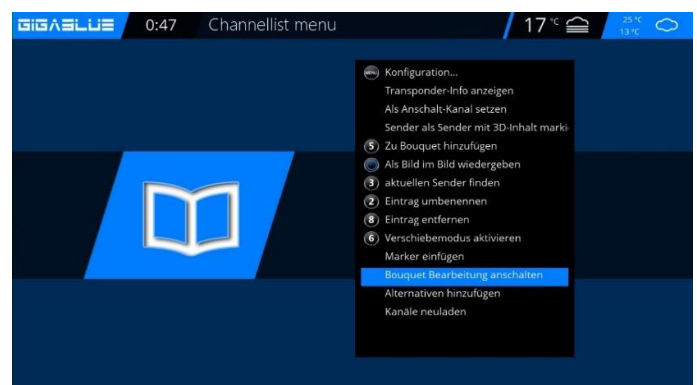 GIGABLUE 0:47 Channellist menu 17 °C 25 °C
13 °C
MENU Konfiguration...
Transponder-Info anzeigen
Als Anschalt-Kanal setzen
Sender als Sender mit 3D-Inhalt marki
5 Zu Bouquet hinzufügen
Als Bild im Bild wiedergeben
3 aktuellen Sender finden
2 Eintrag umbenennen
8 Eintrag entfernen
6 Verschiebemodus aktivieren
Marker einfügen
Bouquet Bearbeitung anschalten
Alternativen hinzufügen
Kanäle neuladen